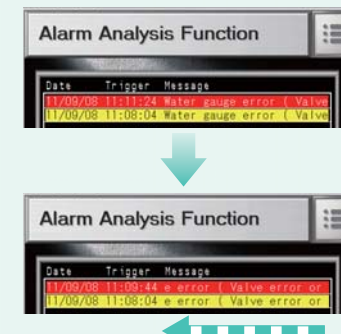 Alarm Analysis Function
Date Trigger Message
11/09/08 11:11:24 Water gauge error ( Valve
11/09/08 11:08:04 Water gauge error ( Valve
Alarm Analysis Function
Date Trigger Message
11/09/08 11:09:44 e error ( Valve error or
11/09/08 11:08:04 e error ( Valve error or